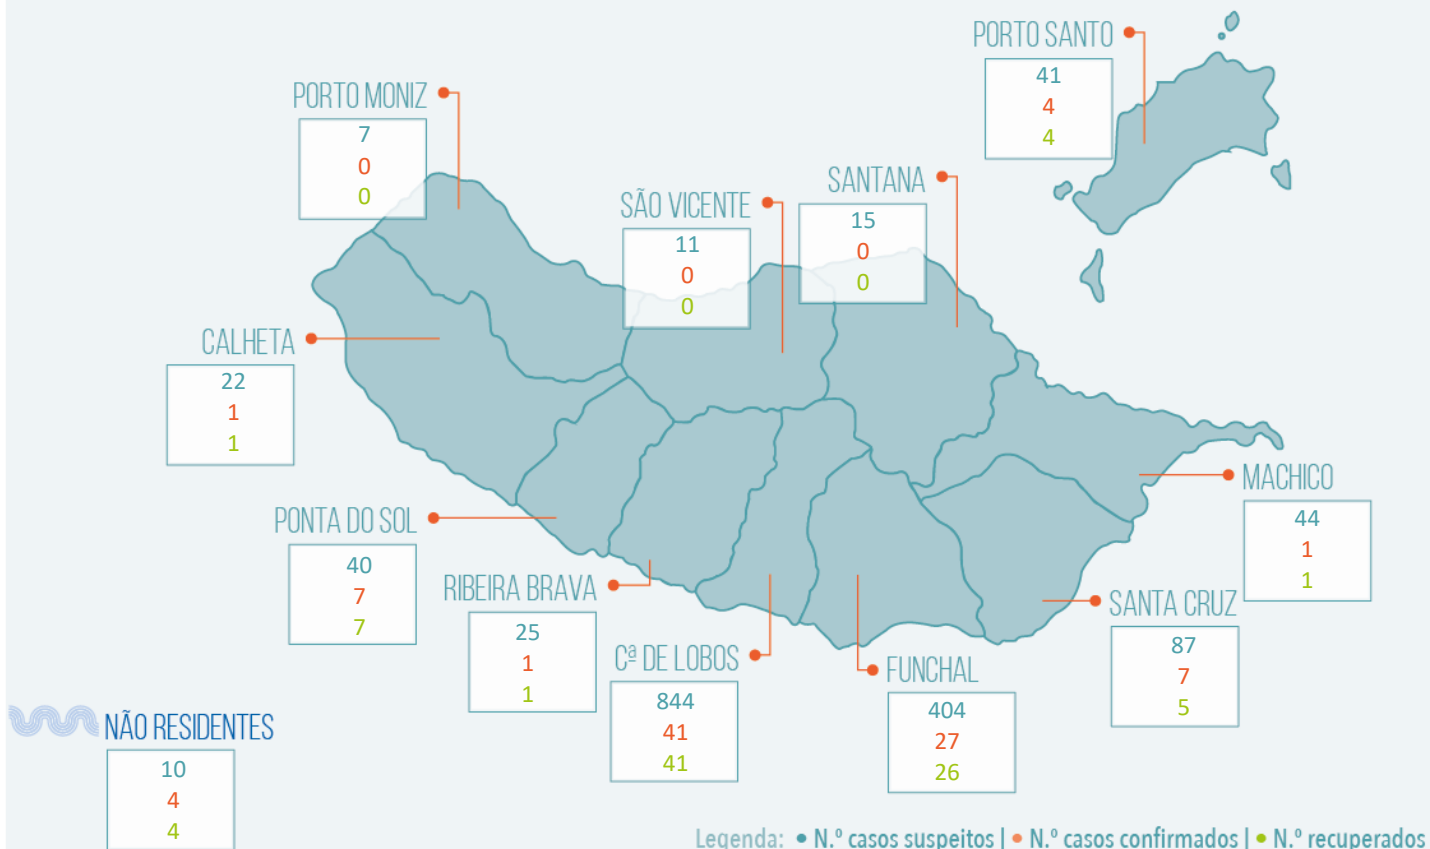 PORTO SANTO
41
4
4
PORTO MONIZ
7
0
0
SANTANA
15
0
0
SÃO VICENTE
11
0
0
CALHETA
22
1
1
MACHICO
44
1
1
PONTA DO SOL
40
7
7
RIBEIRA BRAVA
25
1
1
SANTA CRUZ
87
7
5
Cª DE LOBOS
844
41
41
FUNCHAL
404
27
26
NÃO RESIDENTES
10
4
4
Legenda: • N.º casos suspeitos | • N.º casos confirmados | • N.º recuperados